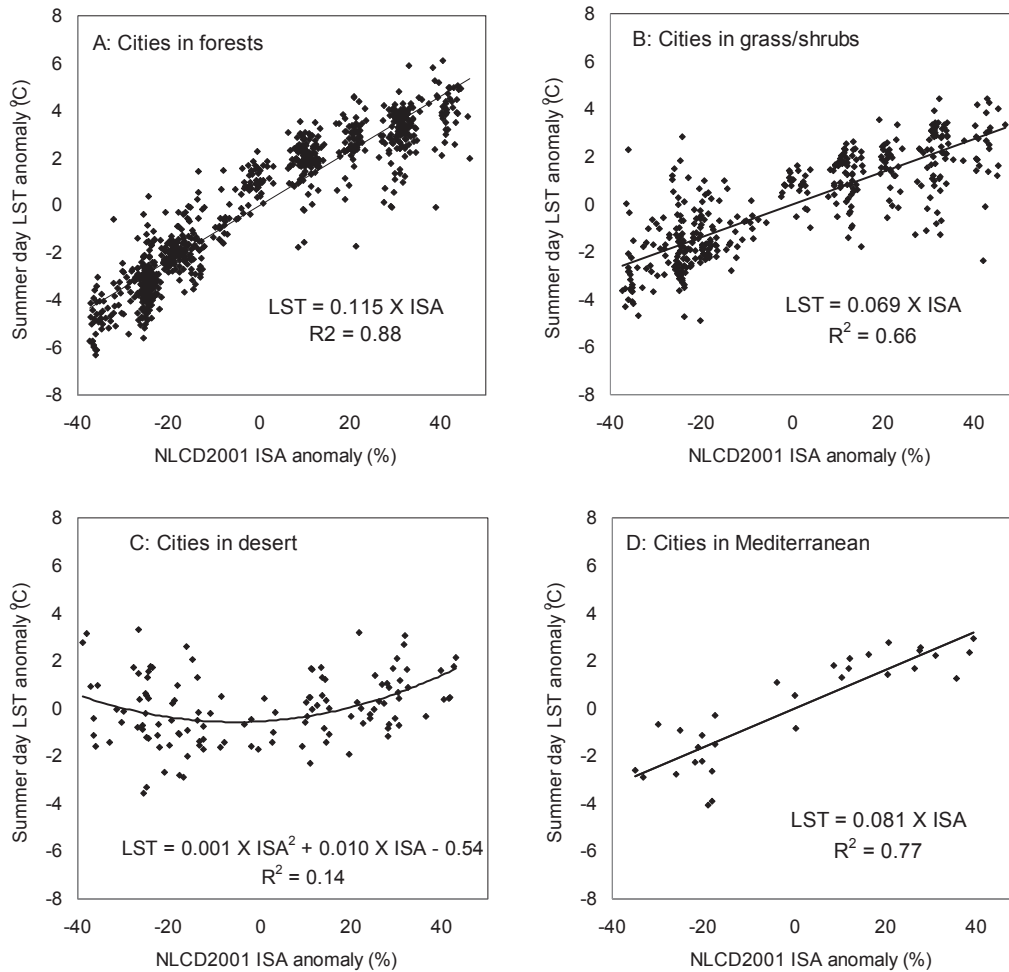 A: Cities in forests
Summer day LST anomaly (°C)
8
6
4
2
0
-2
-4
-6
-8
LST = 0.115 X ISA
R2 = 0.88
-40 -20 0 20 40
NLCD2001 ISA anomaly (%)
B: Cities in grass/shrubs
Summer day LST anomaly (°C)
8
6
4
2
0
-2
-4
-6
-8
LST = 0.069 X ISA
R² = 0.66
-40 -20 0 20 40
NLCD2001 ISA anomaly (%)
C: Cities in desert
Summer day LST anomaly (°C)
8
6
4
2
0
-2
-4
-6
-8
LST = 0.001 X ISA² + 0.010 X ISA - 0.54
R² = 0.14
-40 -20 0 20 40
NLCD2001 ISA anomaly (%)
D: Cities in Mediterranean
Summer day LST anomaly (°C)
8
6
4
2
0
-2
-4
-6
-8
LST = 0.081 X ISA
R² = 0.77
-40 -20 0 20 40
NLCD2001 ISA anomaly (%)